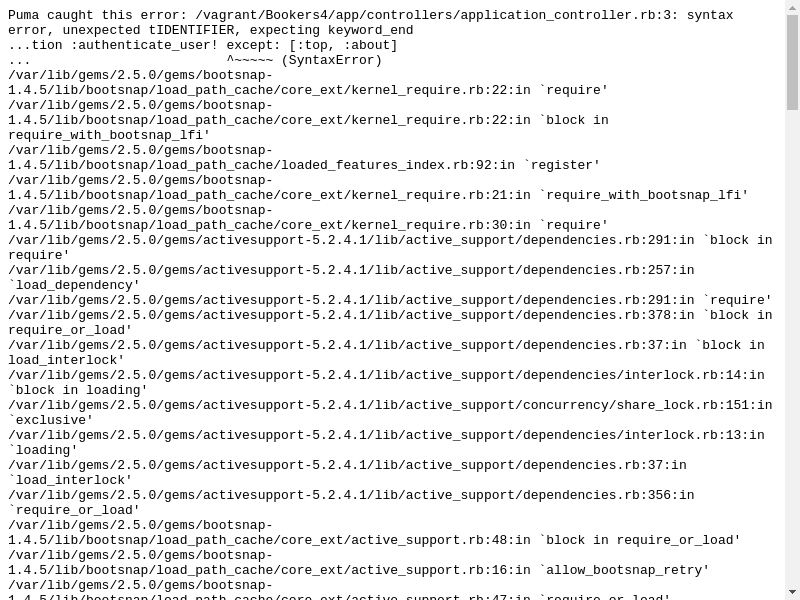 Puma caught this error: /vagrant/Bookers4/app/controllers/application_controller.rb:3: syntax
error, unexpected tIDENTIFIER, expecting keyword_end
...tion :authenticate_user! except: [:top, :about]
...                         ^~~~~~ (SyntaxError)
/var/lib/gems/2.5.0/gems/bootsnap-
1.4.5/lib/bootsnap/load_path_cache/core_ext/kernel_require.rb:22:in `require'
/var/lib/gems/2.5.0/gems/bootsnap-
1.4.5/lib/bootsnap/load_path_cache/core_ext/kernel_require.rb:22:in `block in
require_with_bootsnap_lfi'
/var/lib/gems/2.5.0/gems/bootsnap-
1.4.5/lib/bootsnap/load_path_cache/loaded_features_index.rb:92:in `register'
/var/lib/gems/2.5.0/gems/bootsnap-
1.4.5/lib/bootsnap/load_path_cache/core_ext/kernel_require.rb:21:in `require_with_bootsnap_lfi'
/var/lib/gems/2.5.0/gems/bootsnap-
1.4.5/lib/bootsnap/load_path_cache/core_ext/kernel_require.rb:30:in `require'
/var/lib/gems/2.5.0/gems/activesupport-5.2.4.1/lib/active_support/dependencies.rb:291:in `block in
require'
/var/lib/gems/2.5.0/gems/activesupport-5.2.4.1/lib/active_support/dependencies.rb:257:in
`load_dependency'
/var/lib/gems/2.5.0/gems/activesupport-5.2.4.1/lib/active_support/dependencies.rb:291:in `require'
/var/lib/gems/2.5.0/gems/activesupport-5.2.4.1/lib/active_support/dependencies.rb:378:in `block in
require_or_load'
/var/lib/gems/2.5.0/gems/activesupport-5.2.4.1/lib/active_support/dependencies.rb:37:in `block in
load_interlock'
/var/lib/gems/2.5.0/gems/activesupport-5.2.4.1/lib/active_support/dependencies/interlock.rb:14:in
`block in loading'
/var/lib/gems/2.5.0/gems/activesupport-5.2.4.1/lib/active_support/concurrency/share_lock.rb:151:in
`exclusive'
/var/lib/gems/2.5.0/gems/activesupport-5.2.4.1/lib/active_support/dependencies/interlock.rb:13:in
`loading'
/var/lib/gems/2.5.0/gems/activesupport-5.2.4.1/lib/active_support/dependencies.rb:37:in
`load_interlock'
/var/lib/gems/2.5.0/gems/activesupport-5.2.4.1/lib/active_support/dependencies.rb:356:in
`require_or_load'
/var/lib/gems/2.5.0/gems/bootsnap-
1.4.5/lib/bootsnap/load_path_cache/core_ext/active_support.rb:48:in `block in require_or_load'
/var/lib/gems/2.5.0/gems/bootsnap-
1.4.5/lib/bootsnap/load_path_cache/core_ext/active_support.rb:16:in `allow_bootsnap_retry'
/var/lib/gems/2.5.0/gems/bootsnap-
1.4.5/lib/bootsnap/load_path_cache/core_ext/active_support.rb:47:in `require_or_load'